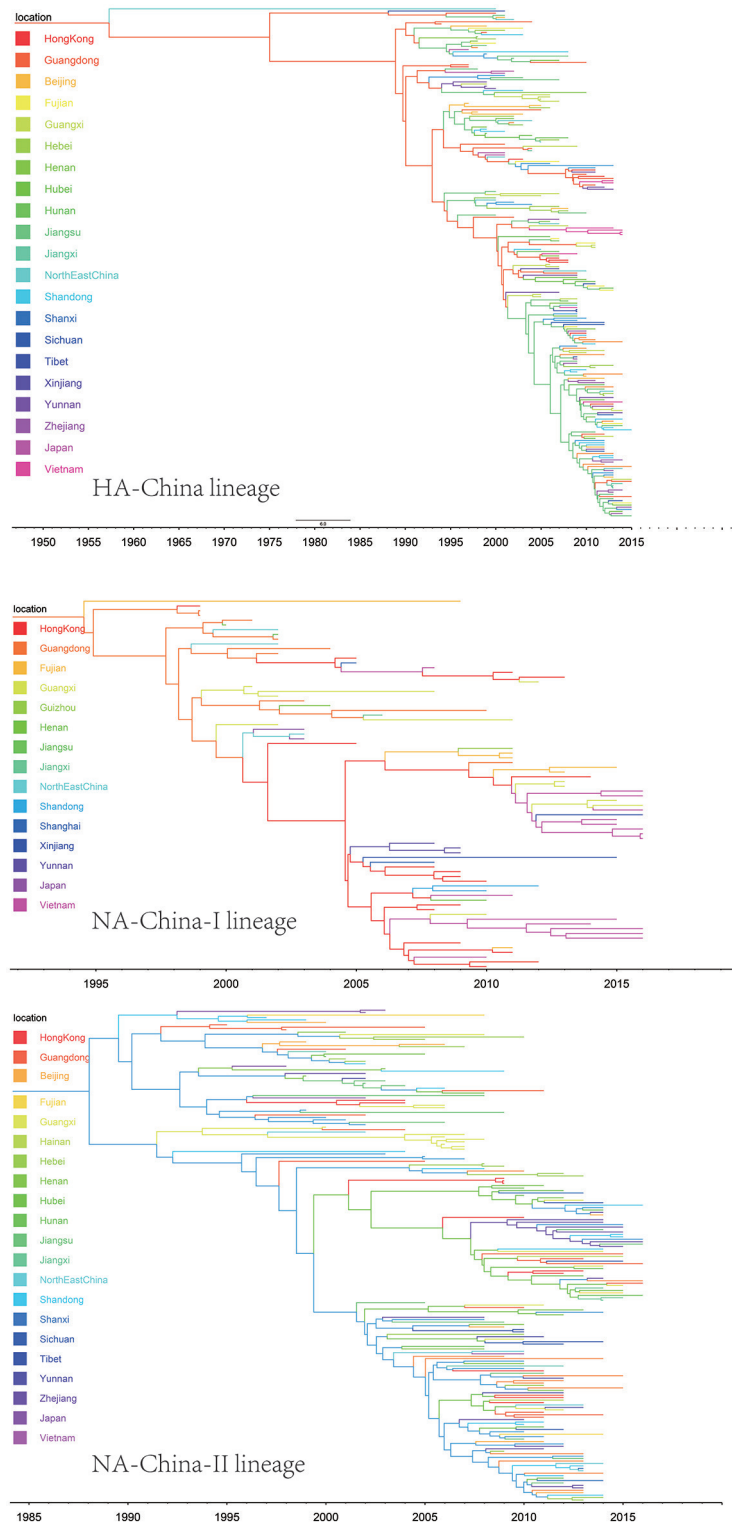 location
HongKong
Guangdong
Beijing
Fujian
Guangxi
Hebei
Henan
Hubei
Hunan
Jiangsu
Jiangxi
NorthEastChina
Shandong
Shanxi
Sichuan
Tibet
Xinjiang
Yunnan
Zhejiang
Japan
Vietnam
HA-China lineage
6.0
1950 1955 1960 1965 1970 1975 1980 1985 1990 1995 2000 2005 2010 2015
location
HongKong
Guangdong
Fujian
Guangxi
Guizhou
Henan
Jiangsu
Jiangxi
NorthEastChina
Shandong
Shanghai
Xinjiang
Yunnan
Japan
Vietnam
NA-China-I lineage
1995 2000 2005 2010 2015
location
HongKong
Guangdong
Beijing
Fujian
Guangxi
Hainan
Hebei
Henan
Hubei
Hunan
Jiangsu
Jiangxi
NorthEastChina
Shandong
Shanxi
Sichuan
Tibet
Yunnan
Zhejiang
Japan
Vietnam
NA-China-II lineage
1985 1990 1995 2000 2005 2010 2015